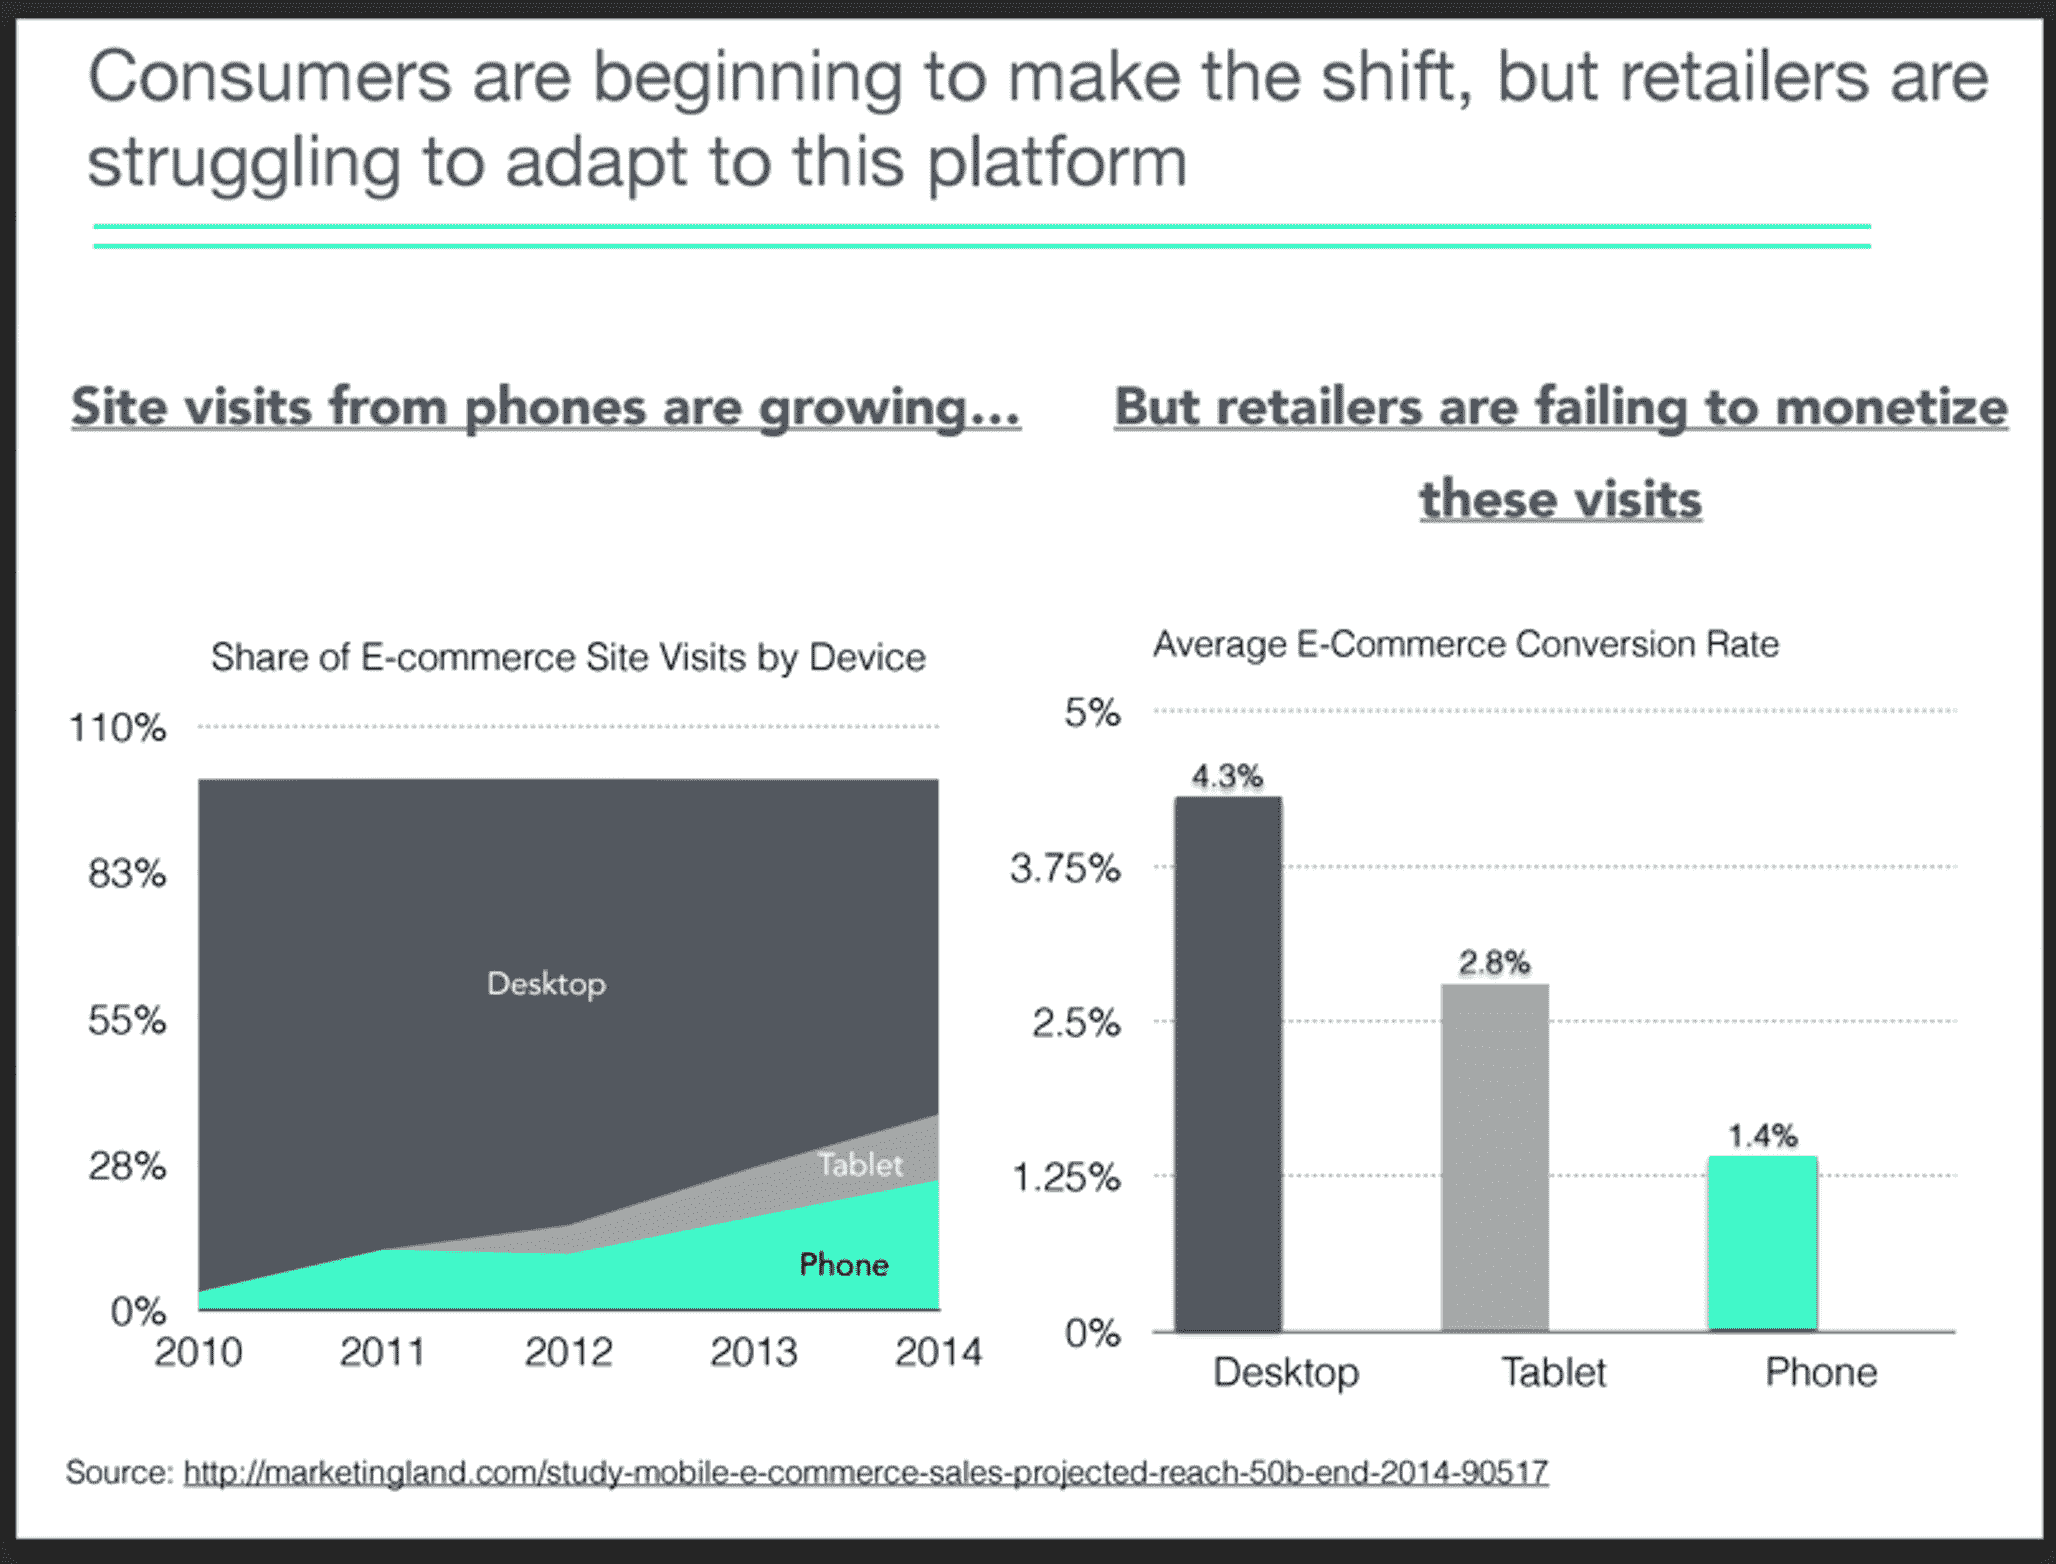 Consumers are beginning to make the shift, but retailers are
struggling to adapt to this platform
Site visits from phones are growing...
But retailers are failing to monetize
these visits
Share of E-commerce Site Visits by Device
110%
83%
55%
28%
0%
Desktop
Tablet
Phone
2010 2011 2012 2013 2014
Average E-Commerce Conversion Rate
5%
3.75%
2.5%
1.25%
0%
4.3%
2.8%
1.4%
Desktop Tablet Phone
Source: http://marketingland.com/study-mobile-e-commerce-sales-projected-reach-50b-end-2014-90517